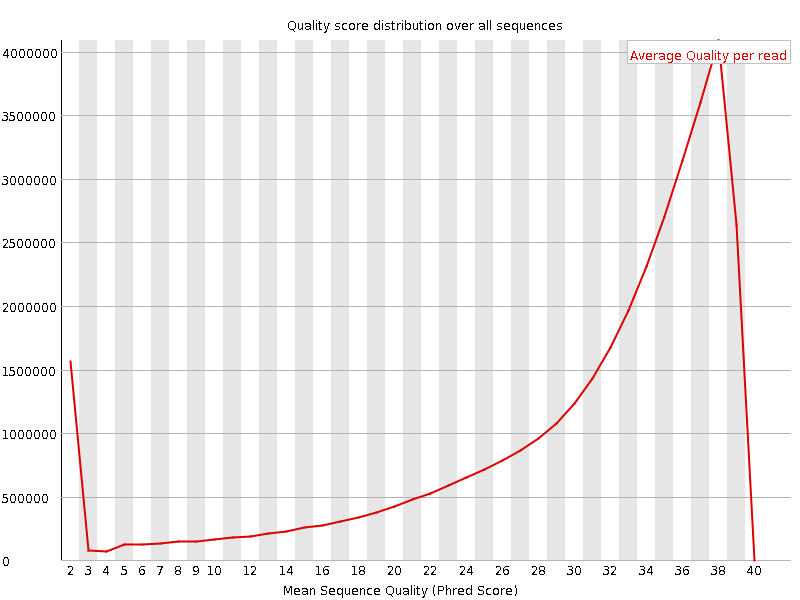 Quality score distribution over all sequences
Average Quality per read
4000000
3500000
3000000
2500000
2000000
1500000
1000000
500000
0
2 3 4 5 6 7 8 9 10 12 14 16 18 20 22 24 26 28 30 32 34 36 38 40
Mean Sequence Quality (Phred Score)